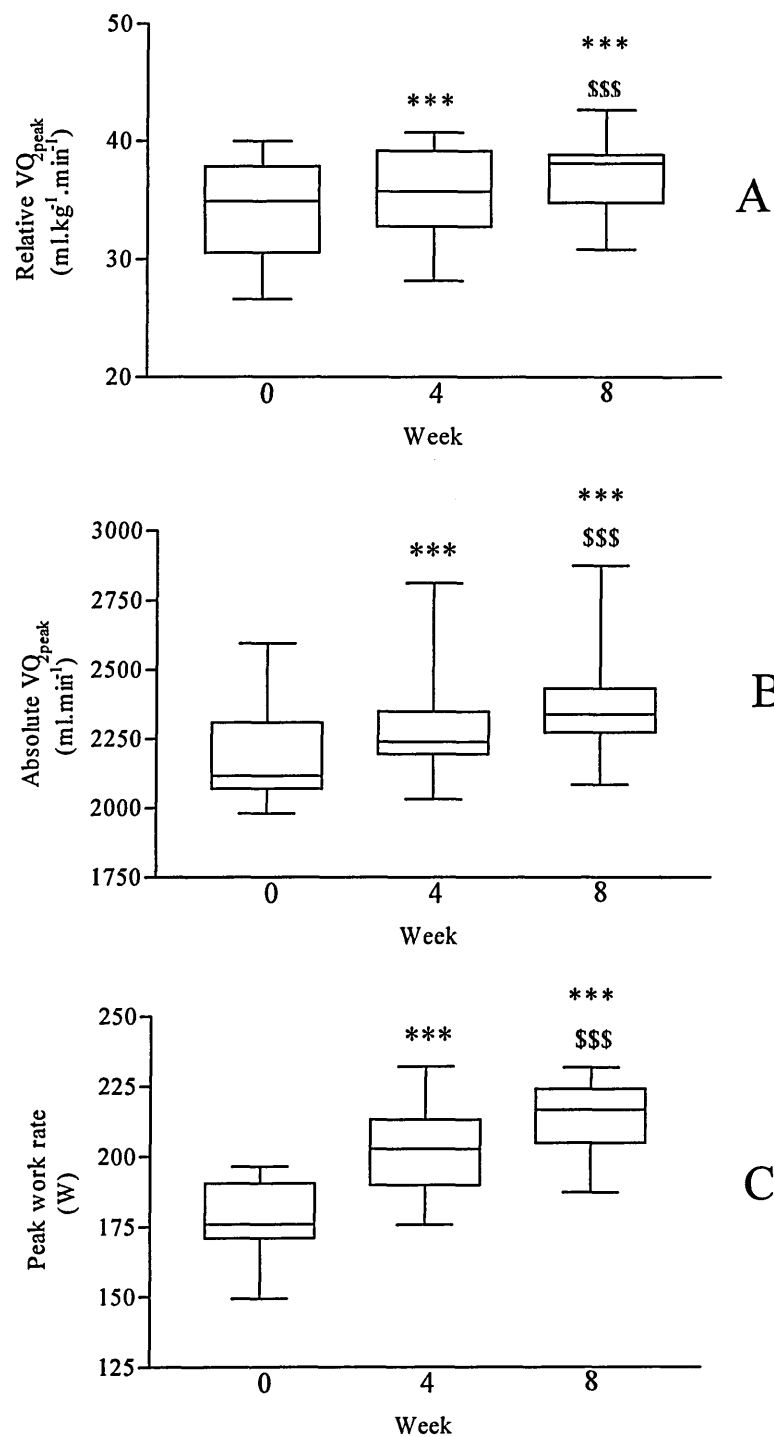 50
***
$$$
***
40
Relative VO2peak
(ml.kg-1.min-1)
A
30
20
0 4 8
Week
***
3000
$$$
***
2750
Absolute VO2peak
(ml.min-1)
B
2500
2250
2000
1750
0 4 8
Week
***
250
$$$
***
225
Peak work rate
(W)
200
C
175
150
125
0 4 8
Week